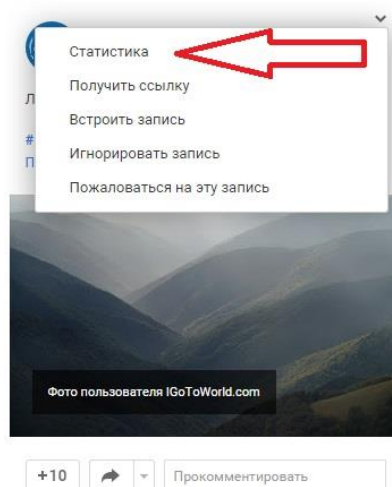 Статистика
Получить ссылку
Л
Встроить запись
#
Игнорировать запись
П
Пожаловаться на эту запись
Фото пользователя IGoToWorld.com
+10
Прокомментировать